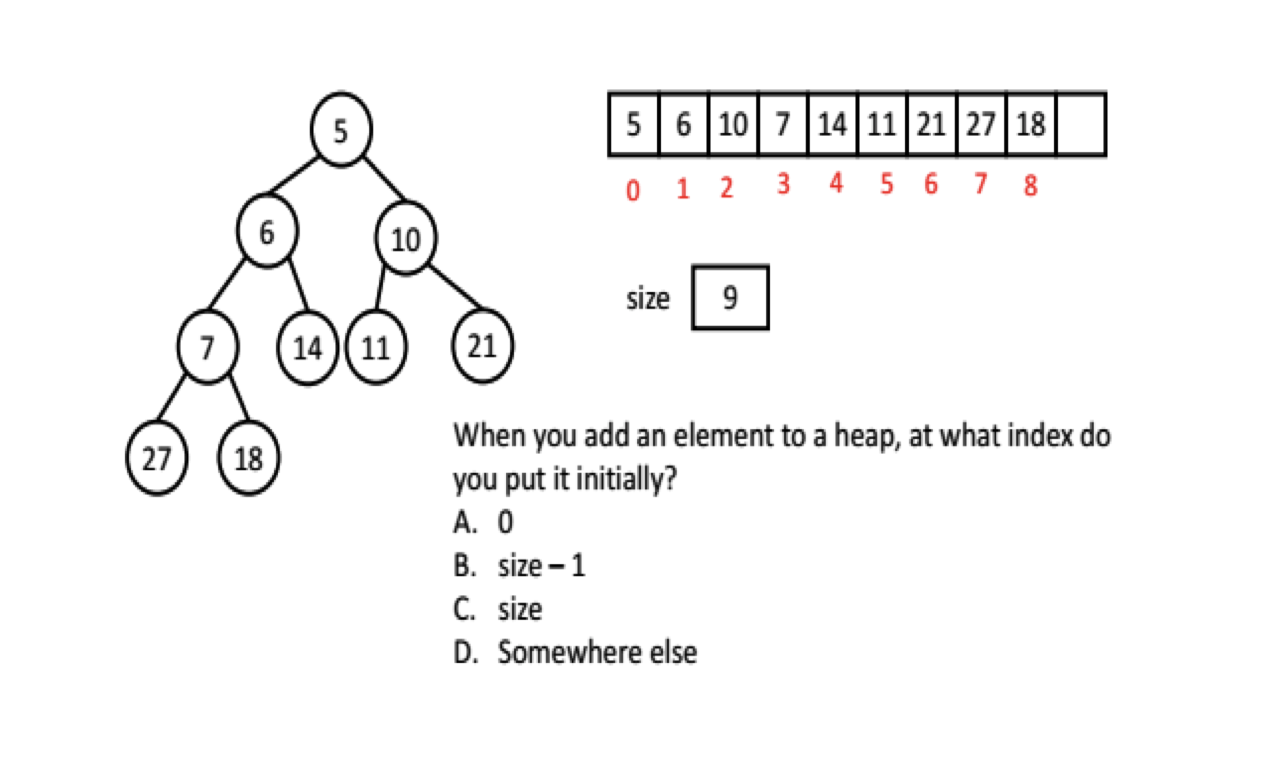 5
6 10
7 14 11 21
27 18
5 6 10 7 14 11 21 27 18
0 1 2 3 4 5 6 7 8
size 9
When you add an element to a heap, at what index do
you put it initially?
A. 0
B. size – 1
C. size
D. Somewhere else